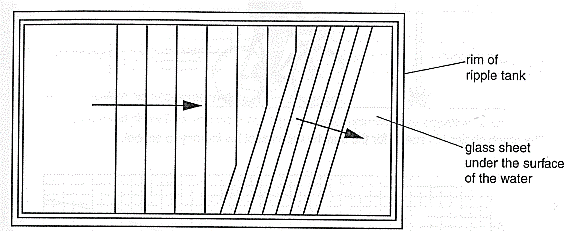 rim of
ripple tank
glass sheet
under the surface
of the water